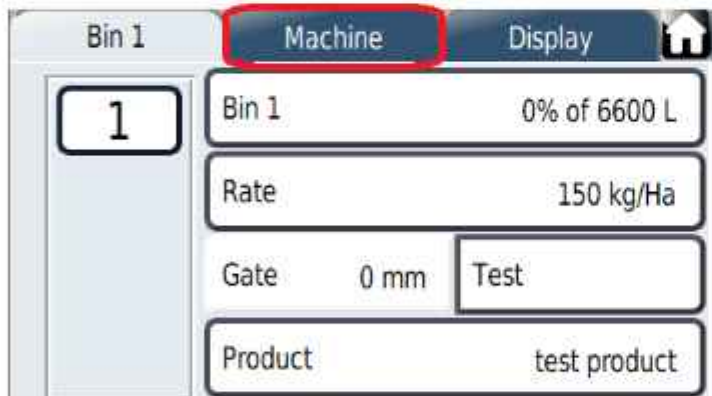 Bin 1 Machine Display
1
Bin 1 0% of 6600 L
Rate 150 kg/Ha
Gate 0 mm Test
Product test product